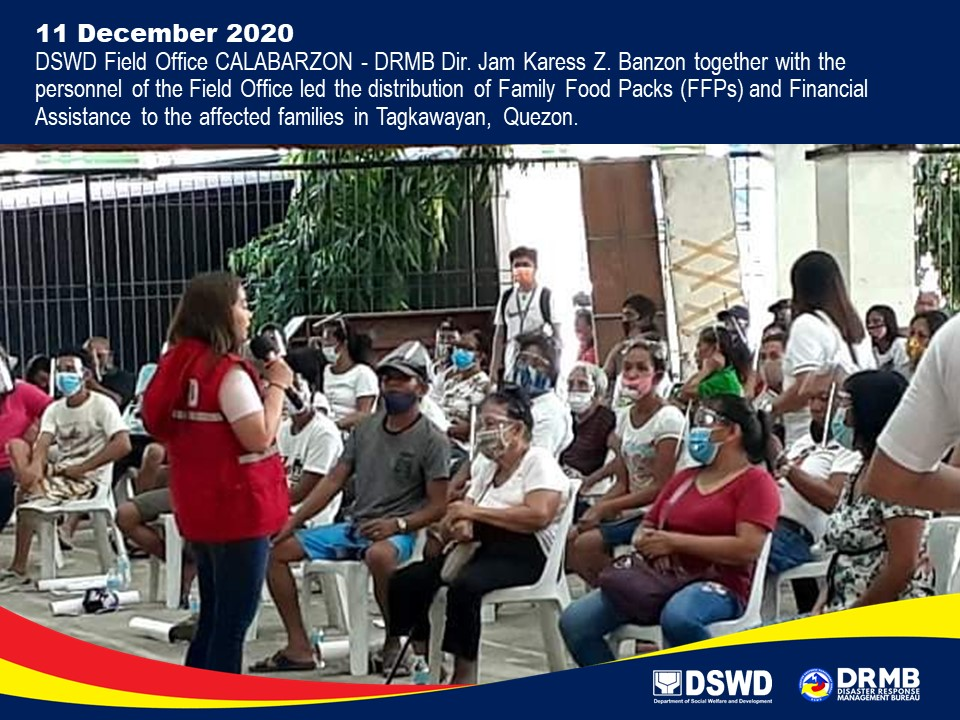 11 December 2020
DSWD Field Office CALABARZON - DRMB Dir. Jam Karess Z. Banzon together with the
personnel of the Field Office led the distribution of Family Food Packs (FFPs) and Financial
Assistance to the affected families in Tagkawayan, Quezon.
DSWD
Department of Social Welfare and Development
DRMB
DISASTER RESPONSE
MANAGEMENT BUREAU